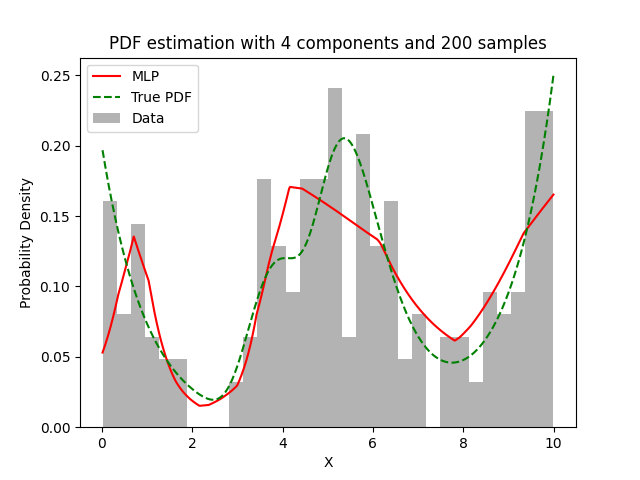 PDF estimation with 4 components and 200 samples
MLP
True PDF
Data
Probability Density
0.25
0.20
0.15
0.10
0.05
0.00
0 2 4 6 8 10
X